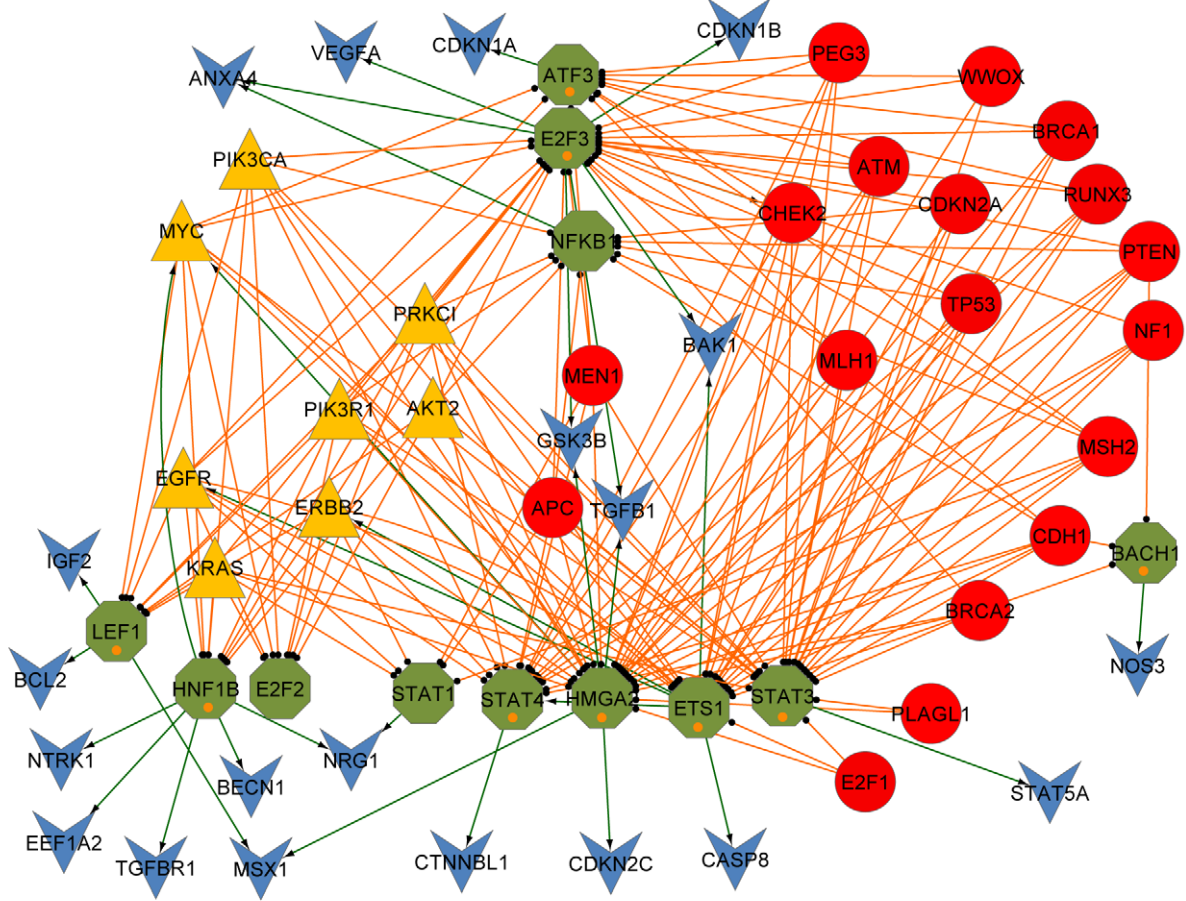 CDKN1B
CDKN1A
VEGFA
PEG3
ANXA4
ATF3
WWOX
E2F3
BRCA1
PIK3CA
ATM
RUNX3
CHEK2
CDKN2A
MYC
NFKB1
PTEN
PRKCI
TP53
NF1
BAK1
MLH1
MEN1
PIK3R1
AKT2
GSK3B
MSH2
EGFR
ERBB2
APC
TGFB1
CDH1
IGF2
KRAS
BACH1
BRCA2
LEF1
BCL2
HNF1B
E2F2
STAT1
STAT4
HMGA2
ETS1
STAT3
NOS3
PLAGL1
NTRK1
NRG1
BECN1
E2F1
STAT5A
EEF1A2
TGFBR1
MSX1
CTNNBL1
CDKN2C
CASP8